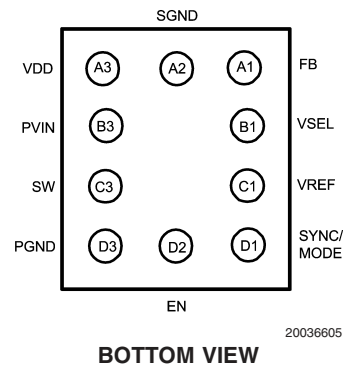 SGND
VDD A3 A2 A1 FB
PVIN B3 B1 VSEL
SW C3 C1 VREF
PGND D3 D2 D1 SYNC/
MODE
EN
20036605
BOTTOM VIEW